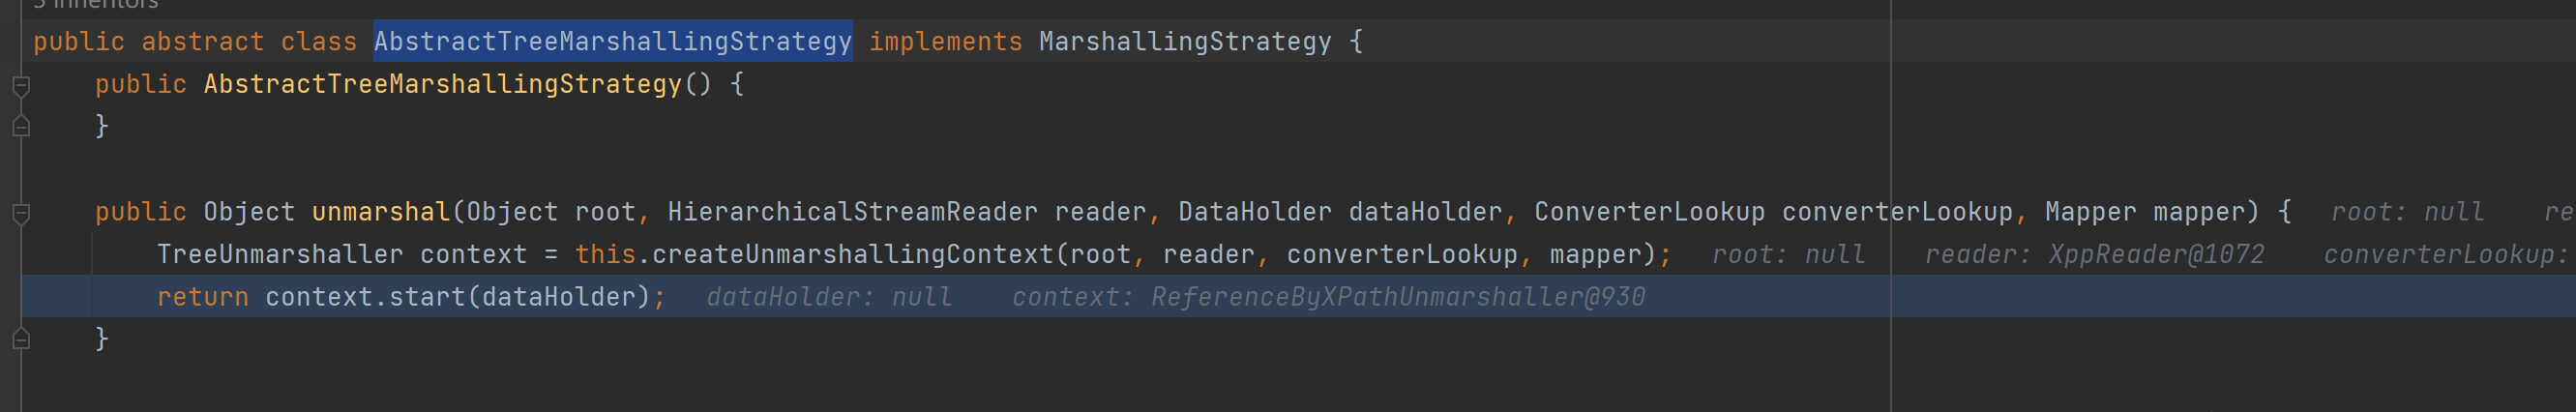 3 inheritors
public abstract class AbstractTreeMarshallingStrategy implements MarshallingStrategy {
public AbstractTreeMarshallingStrategy() {
}
public Object unmarshal(Object root, HierarchicalStreamReader reader, DataHolder dataHolder, ConverterLookup converterLookup, Mapper mapper) { root: null re
TreeUnmarshaller context = this.createUnmarshallingContext(root, reader, converterLookup, mapper); root: null reader: XppReader@1072 converterLookup:
return context.start(dataHolder); dataHolder: null context: ReferenceByXPathUnmarshaller@930
}